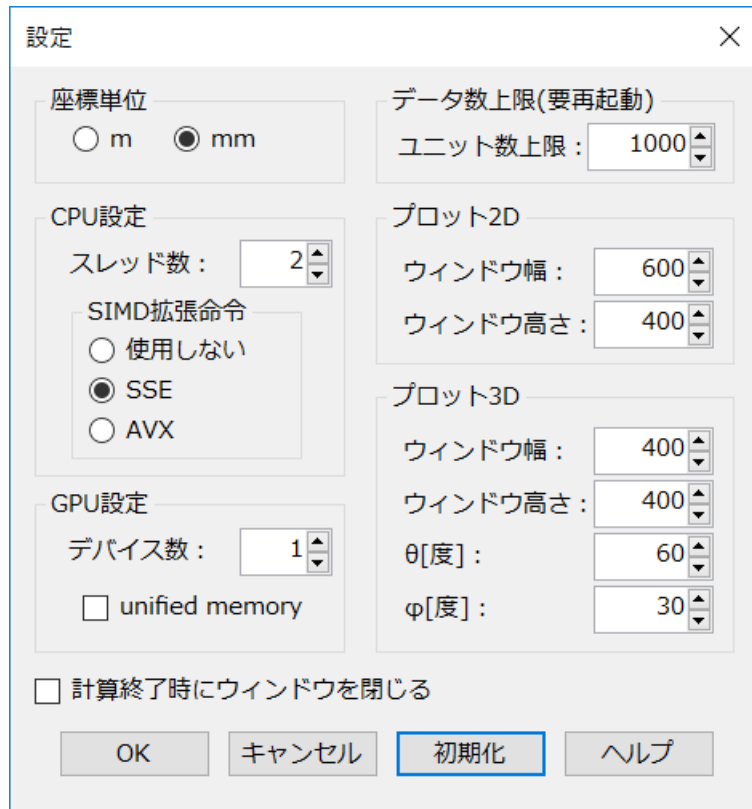 設定
座標単位
m
mm
CPU設定
スレッド数：
2
SIMD拡張命令
使用しない
SSE
AVX
GPU設定
デバイス数：
1
unified memory
データ数上限(要再起動)
ユニット数上限：
1000
プロット2D
ウィンドウ幅：
600
ウィンドウ高さ：
400
プロット3D
ウィンドウ幅：
400
ウィンドウ高さ：
400
θ[度]：
60
φ[度]：
30
計算終了時にウィンドウを閉じる
OK
キャンセル
初期化
ヘルプ